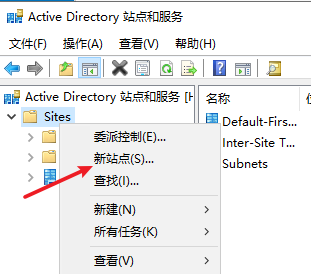 Active Directory 站点和服务
文件(F) 操作(A) 查看(V) 帮助(H)
Active Directory 站点和服务 [H
Sites
名称
Default-Firs...
Inter-Site T...
Subnets
委派控制(E)...
新站点(S)...
查找(I)...
新建(N)
所有任务(K)
查看(V)